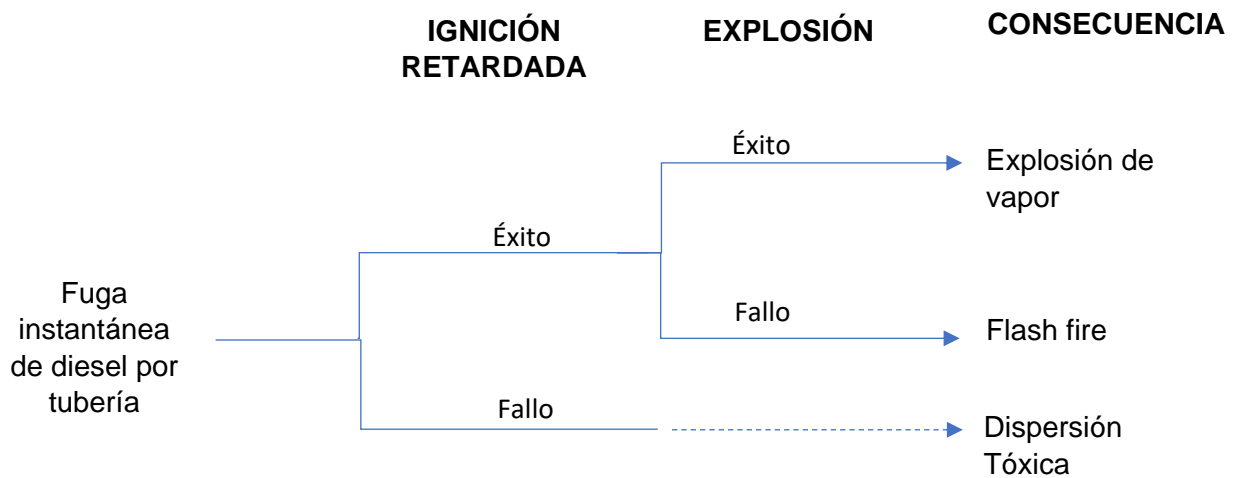 IGNICIÓN
RETARDADA
EXPLOSIÓN
CONSECUENCIA
Éxito
Explosión de
vapor
Éxito
Fuga
instantánea
de diesel por
tubería
Fallo
Flash fire
Fallo
Dispersión
Tóxica